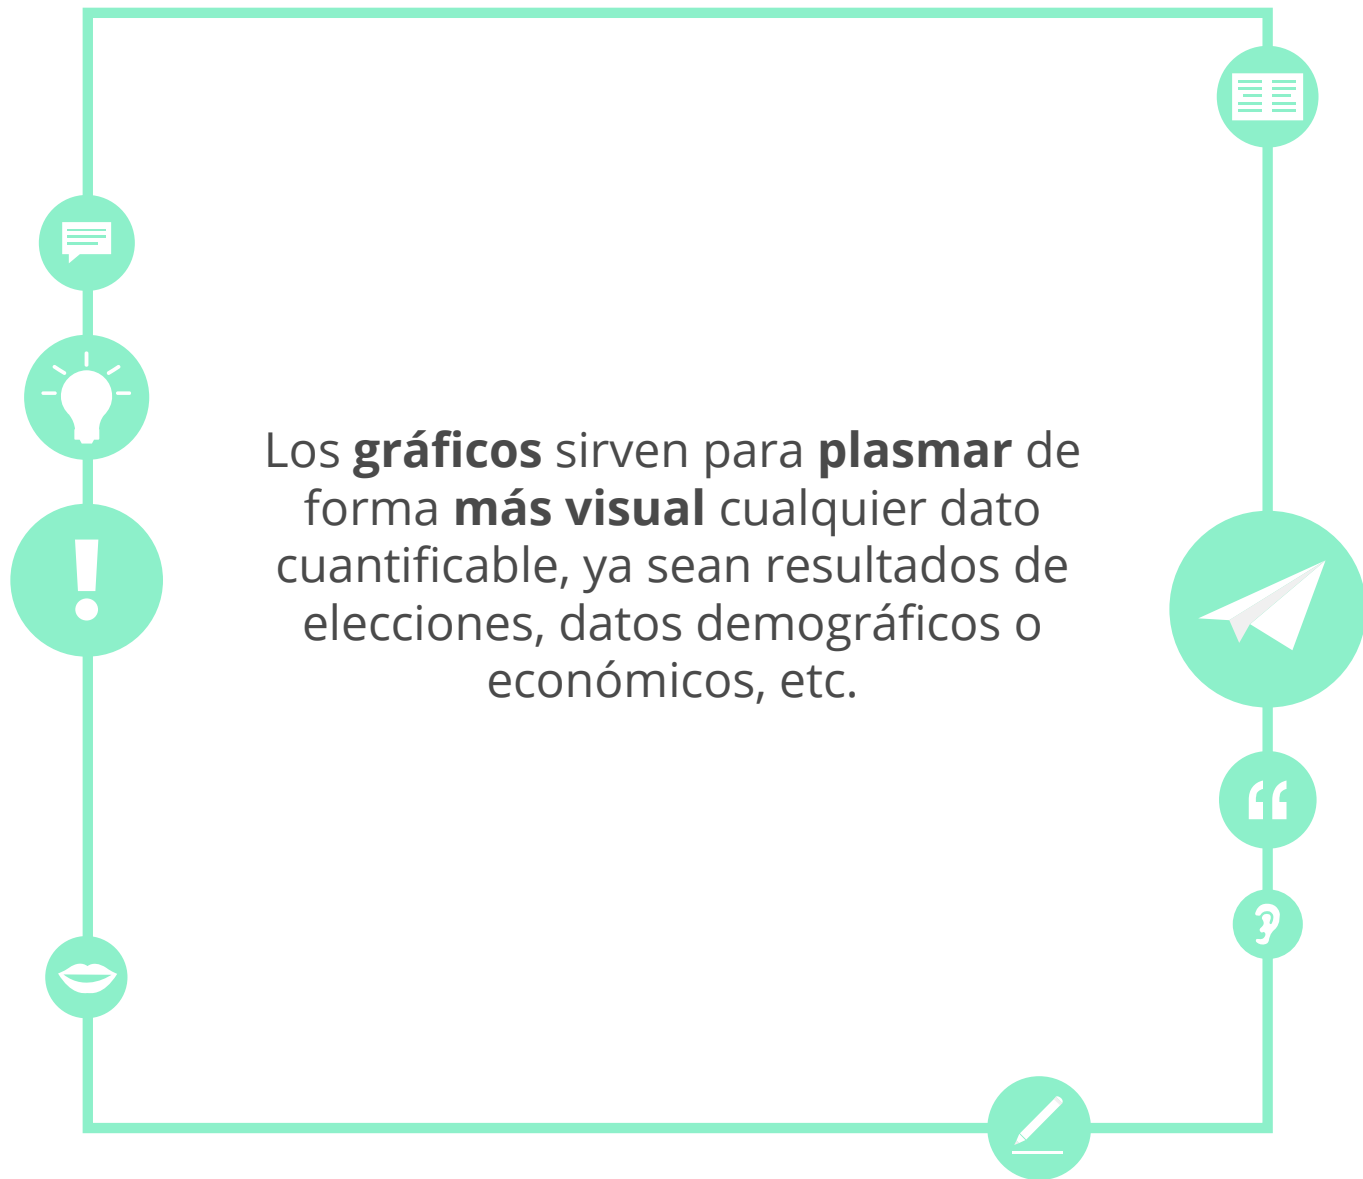 Los gráficos sirven para plasmar de
forma más visual cualquier dato
cuantificable, ya sean resultados de
elecciones, datos demográficos o
económicos, etc.